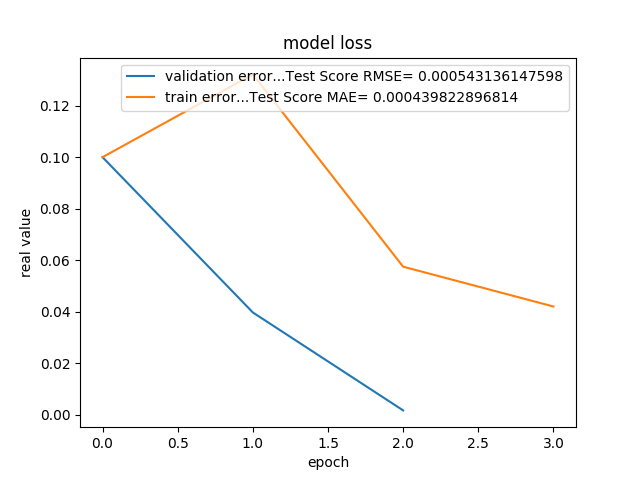 model loss
validation error...Test Score RMSE= 0.000543136147598
train error...Test Score MAE= 0.000439822896814
real value
0.12
0.10
0.08
0.06
0.04
0.02
0.00
0.0 0.5 1.0 1.5 2.0 2.5 3.0
epoch